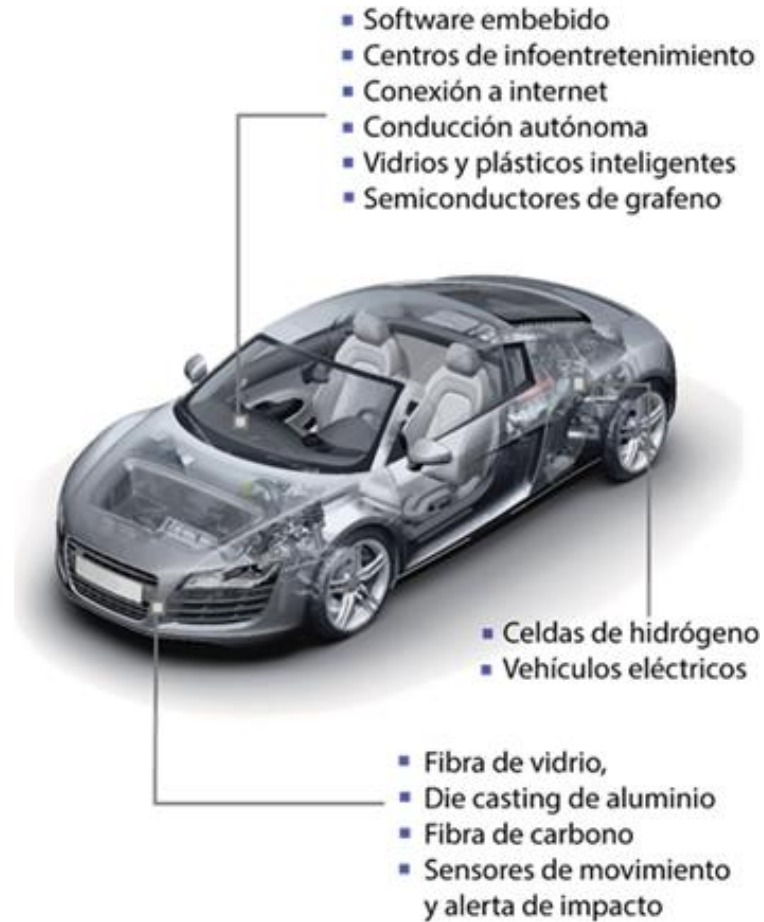 Software embebido
Centros de infoentretenimiento
Conexión a internet
Conducción autónoma
Vidrios y plásticos inteligentes
Semiconductores de grafeno
Celdas de hidrógeno
Vehículos eléctricos
Fibra de vidrio,
Die casting de aluminio
Fibra de carbono
Sensores de movimiento
y alerta de impacto